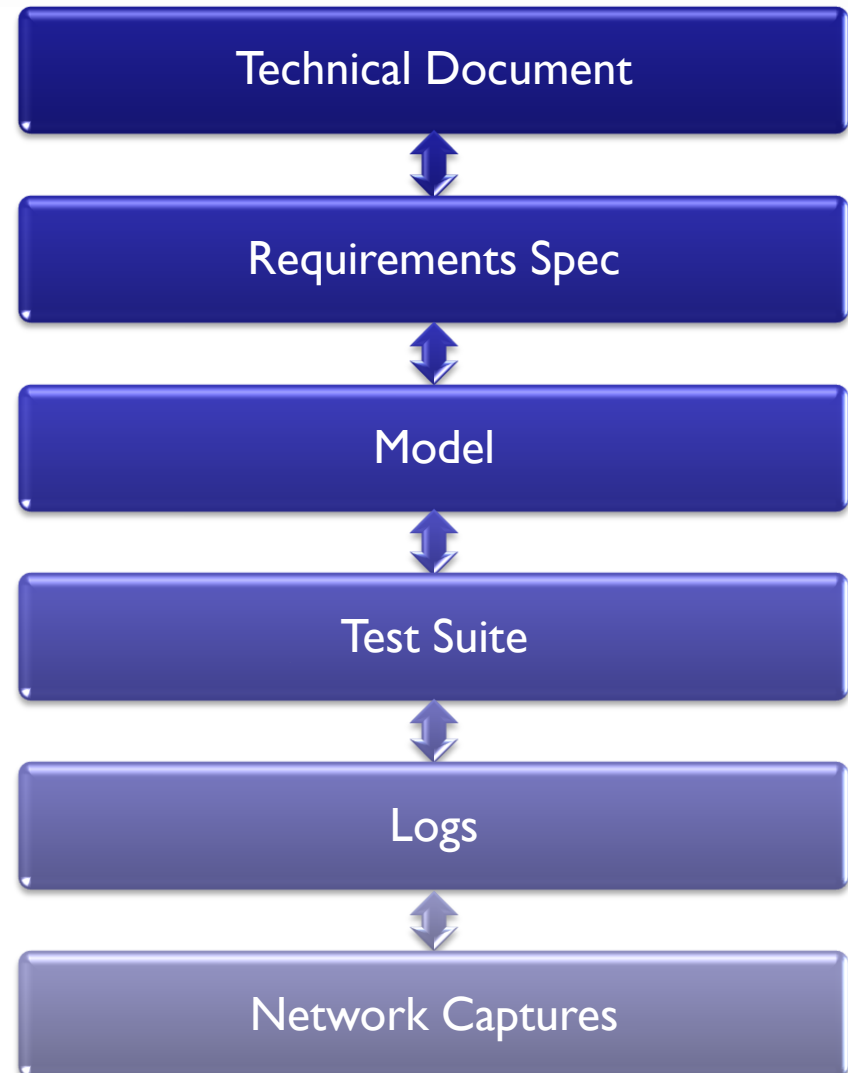 Technical Document
Requirements Spec
Model
Test Suite
Logs
Network Captures